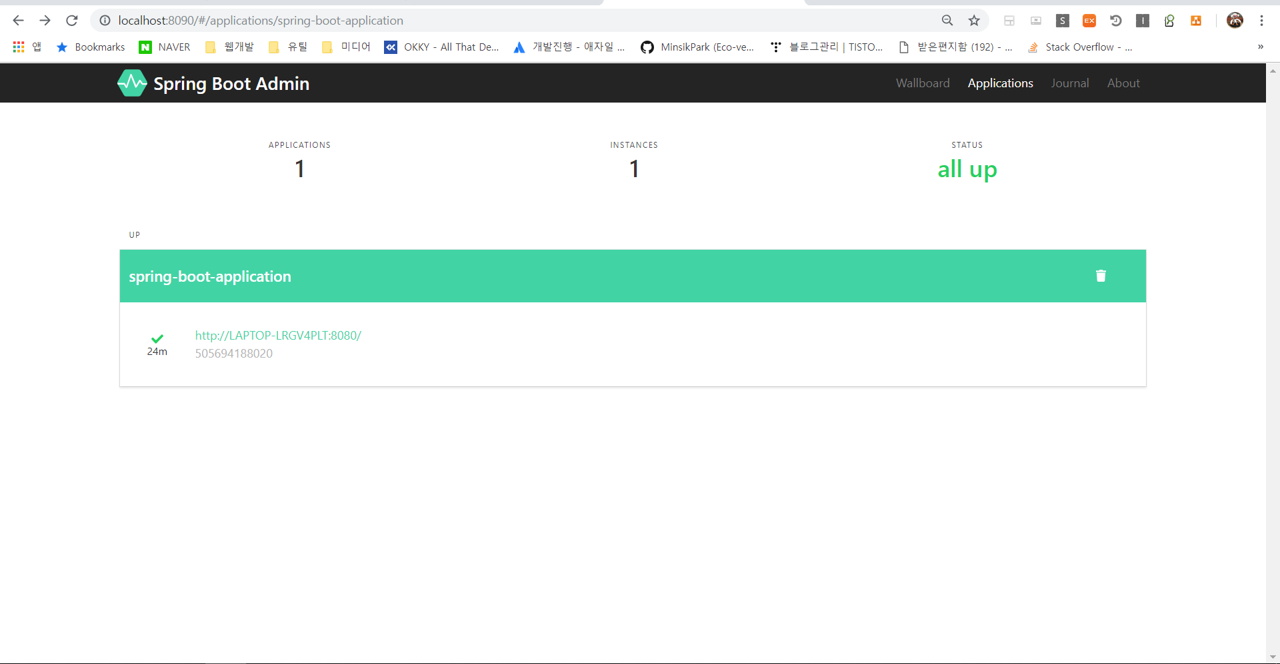 localhost:8090/#/applications/spring-boot-application
앱 Bookmarks NAVER 웹개발 유틸 미디어 OKKY - All That De... 개발진행 - 애자일 ... MinsikPark (Eco-ve... 블로그관리 | TISTO... 받은편지함 (192) - ... Stack Overflow - ... »
Spring Boot Admin Wallboard Applications Journal About
APPLICATIONS INSTANCES STATUS
1 1 all up
UP
spring-boot-application
http://LAPTOP-LRGV4PLT:8080/
24m 505694188020